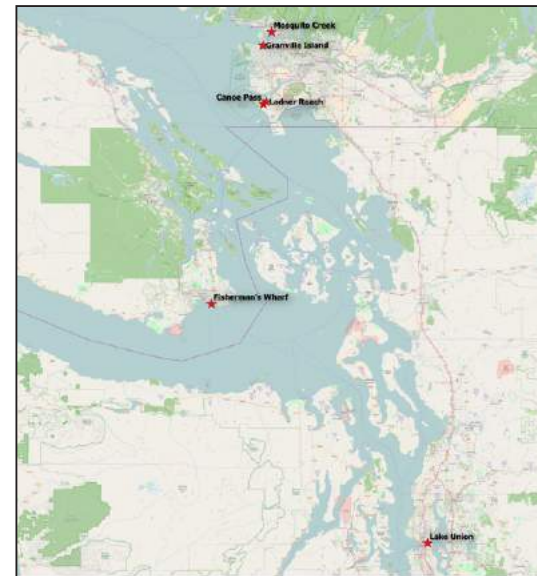 Mosquito Creek
Granville Island
Canoe Pass
Ladner Reach
Fisherman's Wharf
Lake Union